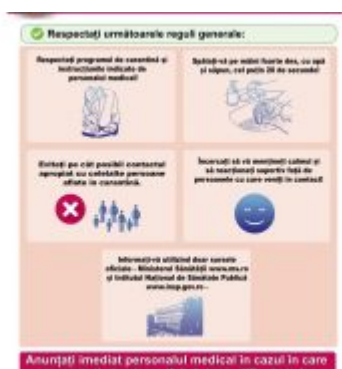 Respectați următoarele reguli generale:
Respectați programul de carantină și
instrucțiunile indicate de
personalul medical!
Spălați-vă pe mâini foarte des, cu apă
și săpun, cel puțin 20 de secunde!
Evitați pe cât posibil contactul
apropiat cu celelalte persoane
aflate în carantină.
Încercați să vă mențineți calmul și
să reacționați suportiv față de
persoanele cu care veniți în contact!
Informați-vă utilizând doar sursele
oficiale - Ministerul Sănătății www.ms.ro
și Institutul Național de Sănătate Publică
www.insp.gov.ro -
Anunțați imediat personalul medical în cazul în care